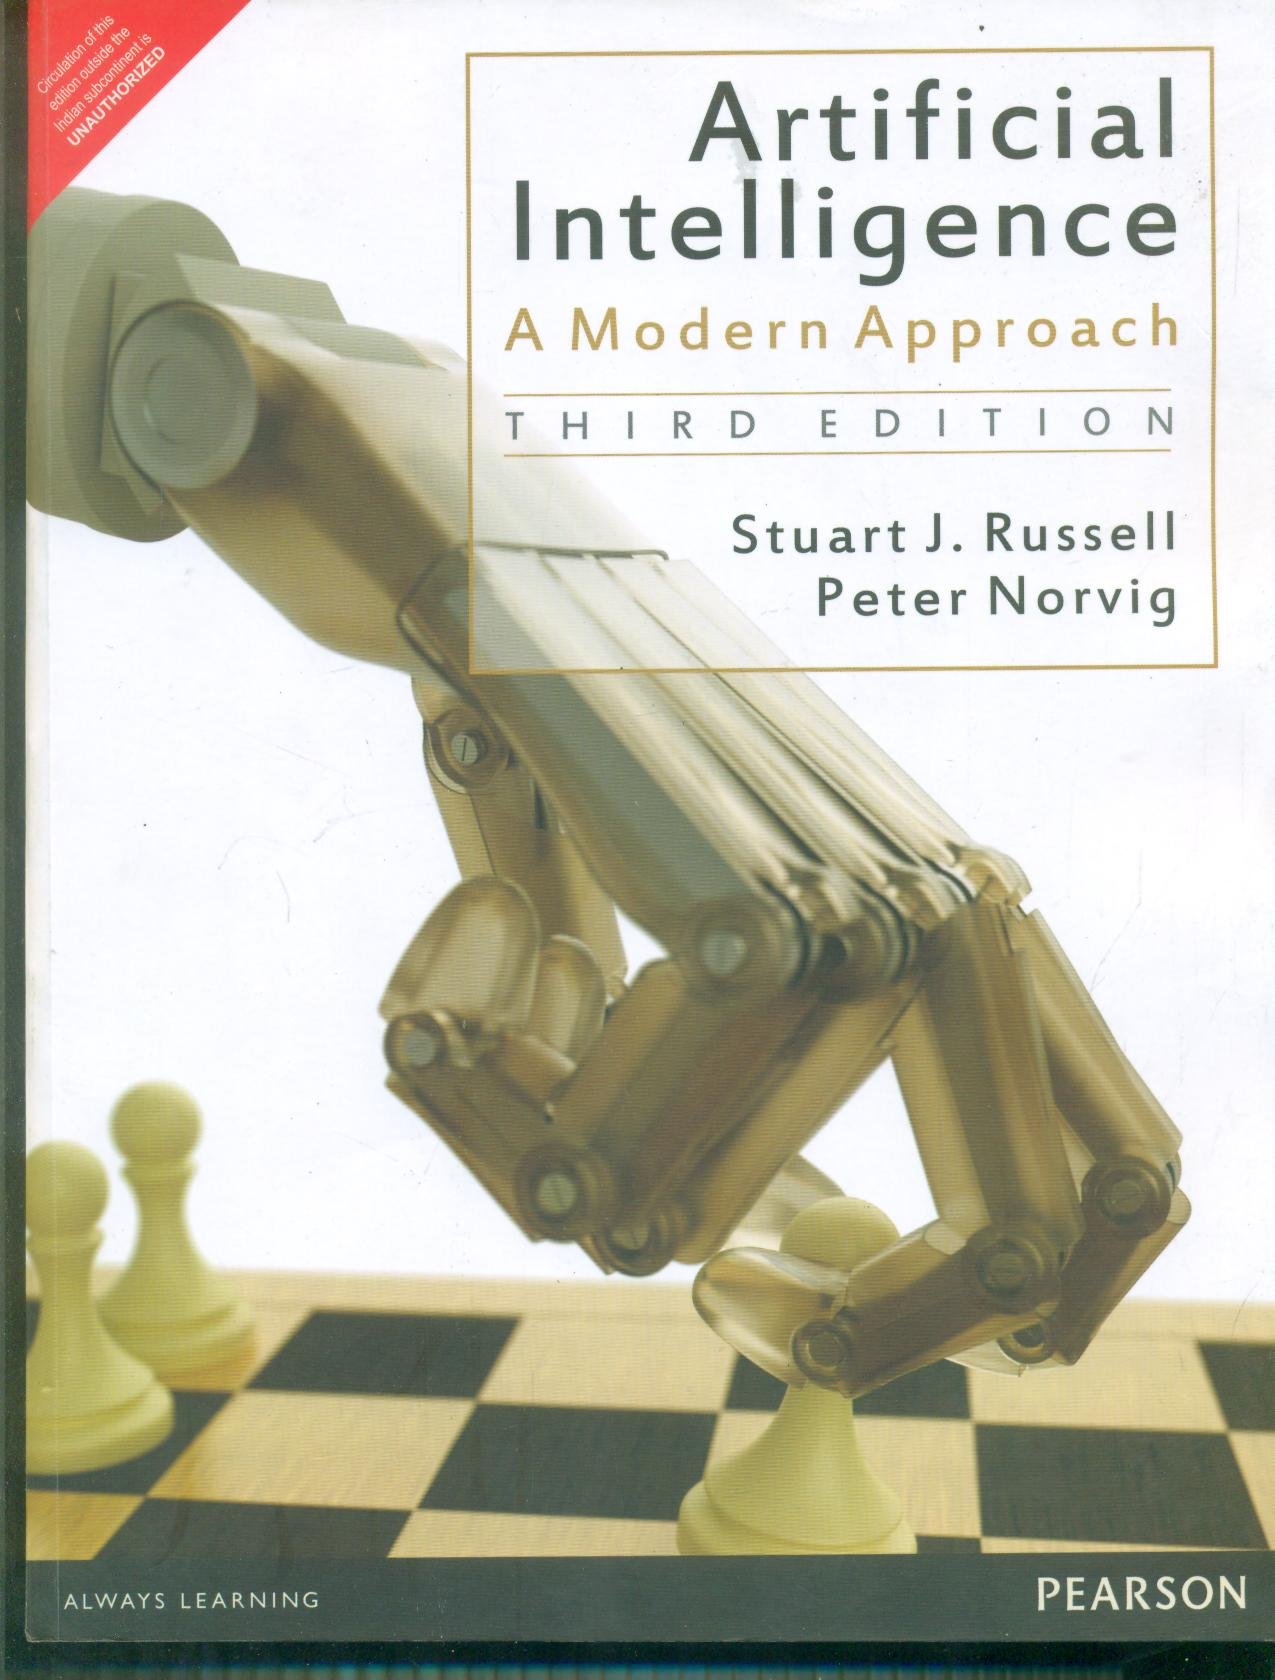 Circulation of this
edition outside the
Indian subcontinent is
UNAUTHORIZED
Artificial
Intelligence
A Modern Approach
THIRD EDITION
Stuart J. Russell
Peter Norvig
ALWAYS LEARNING
PEARSON